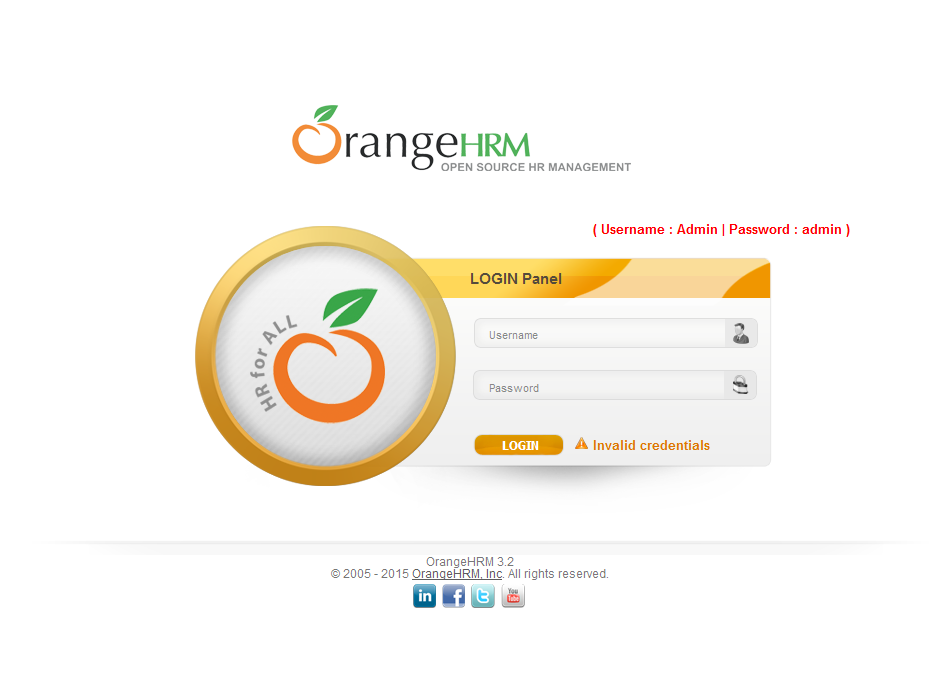 OrangeHRM
OPEN SOURCE HR MANAGEMENT
( Username : Admin | Password : admin )
LOGIN Panel
HR for ALL
Username
Password
LOGIN
Invalid credentials
OrangeHRM 3.2
© 2005 - 2015 OrangeHRM, Inc. All rights reserved.
in f t You Tube